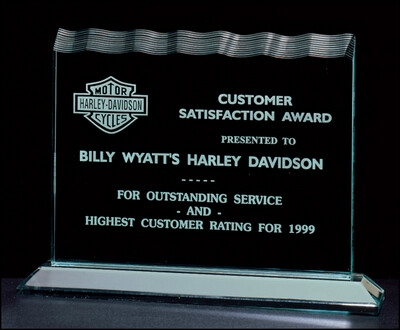 MOTOR
HARLEY-DAVIDSON
CYCLES
CUSTOMER
SATISFACTION AWARD
PRESENTED TO
BILLY WYATT'S HARLEY DAVIDSON
- - - - -
FOR OUTSTANDING SERVICE
- AND -
HIGHEST CUSTOMER RATING FOR 1999